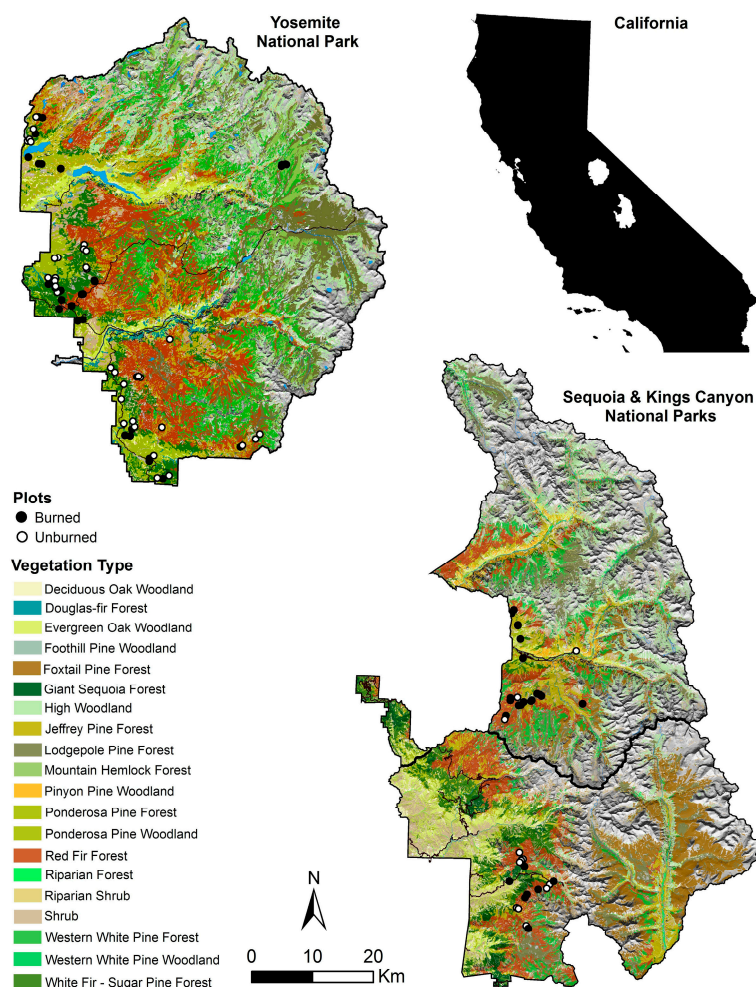 Yosemite
National Park
California
Sequoia & Kings Canyon
National Parks
Plots
Burned
Unburned
Vegetation Type
Deciduous Oak Woodland
Douglas-fir Forest
Evergreen Oak Woodland
Foothill Pine Woodland
Foxtail Pine Forest
Giant Sequoia Forest
High Woodland
Jeffrey Pine Forest
Lodgepole Pine Forest
Mountain Hemlock Forest
Pinyon Pine Woodland
Ponderosa Pine Forest
Ponderosa Pine Woodland
Red Fir Forest
Riparian Forest
Riparian Shrub
Shrub
Western White Pine Forest
Western White Pine Woodland
White Fir - Sugar Pine Forest
N
0 10 20
Km